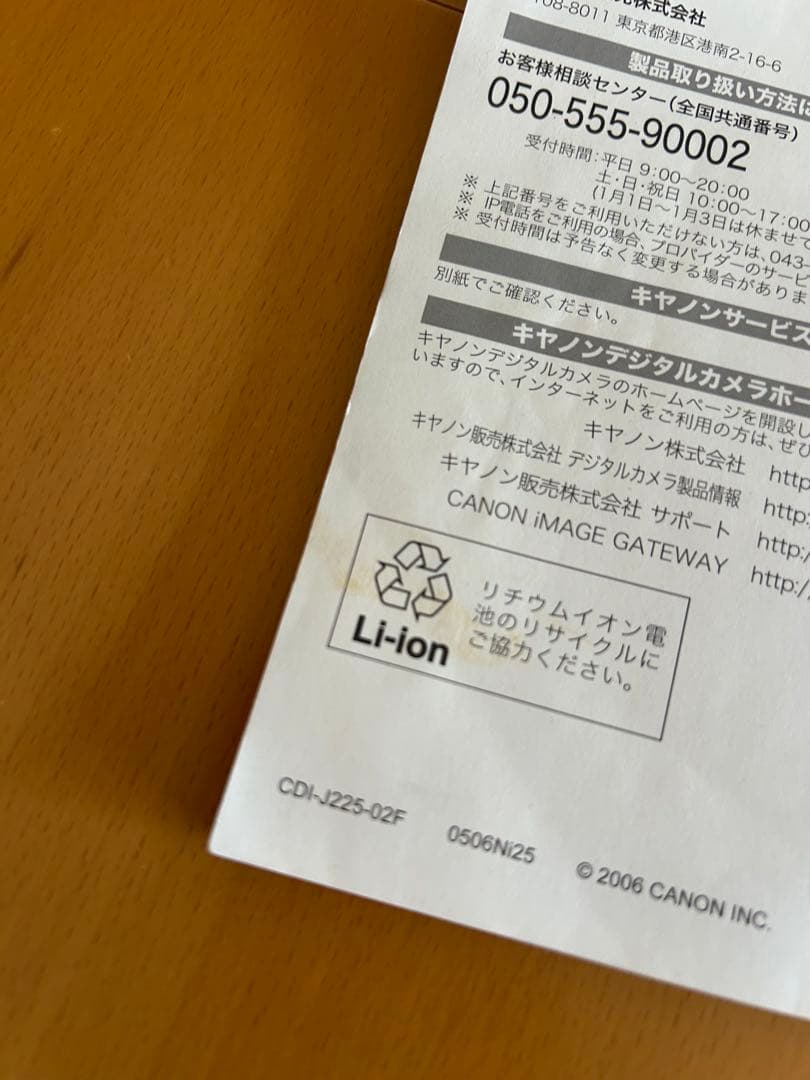 売株式会社
108-8011 東京都港区港南2-16-6
製品取り扱い方法に
お客様相談センター(全国共通番号)
050-555-90002
受付時間:平日 9:00〜20:00
土・日・祝日 10:00〜17:00
(1月1日〜1月3日は休ませて
※ 上記番号をご利用いただけない方は、043-
※ IP電話をご利用の場合、プロバイダーのサービ
※ 受付時間は予告なく変更する場合がありま
キヤノンサービス
別紙でご確認ください。
キヤノンデジタルカメラホー
キヤノンデジタルカメラのホームページを開設し
いますので、インターネットをご利用の方は、ぜひ
キヤノン株式会社 http
キヤノン販売株式会社 デジタルカメラ製品情報 http:
キヤノン販売株式会社 サポート http:/
CANON iMAGE GATEWAY http:/
リチウムイオン電
池のリサイクルに
ご協力ください。
Li-ion
CDI-J225-02F 0506Ni25 © 2006 CANON INC.